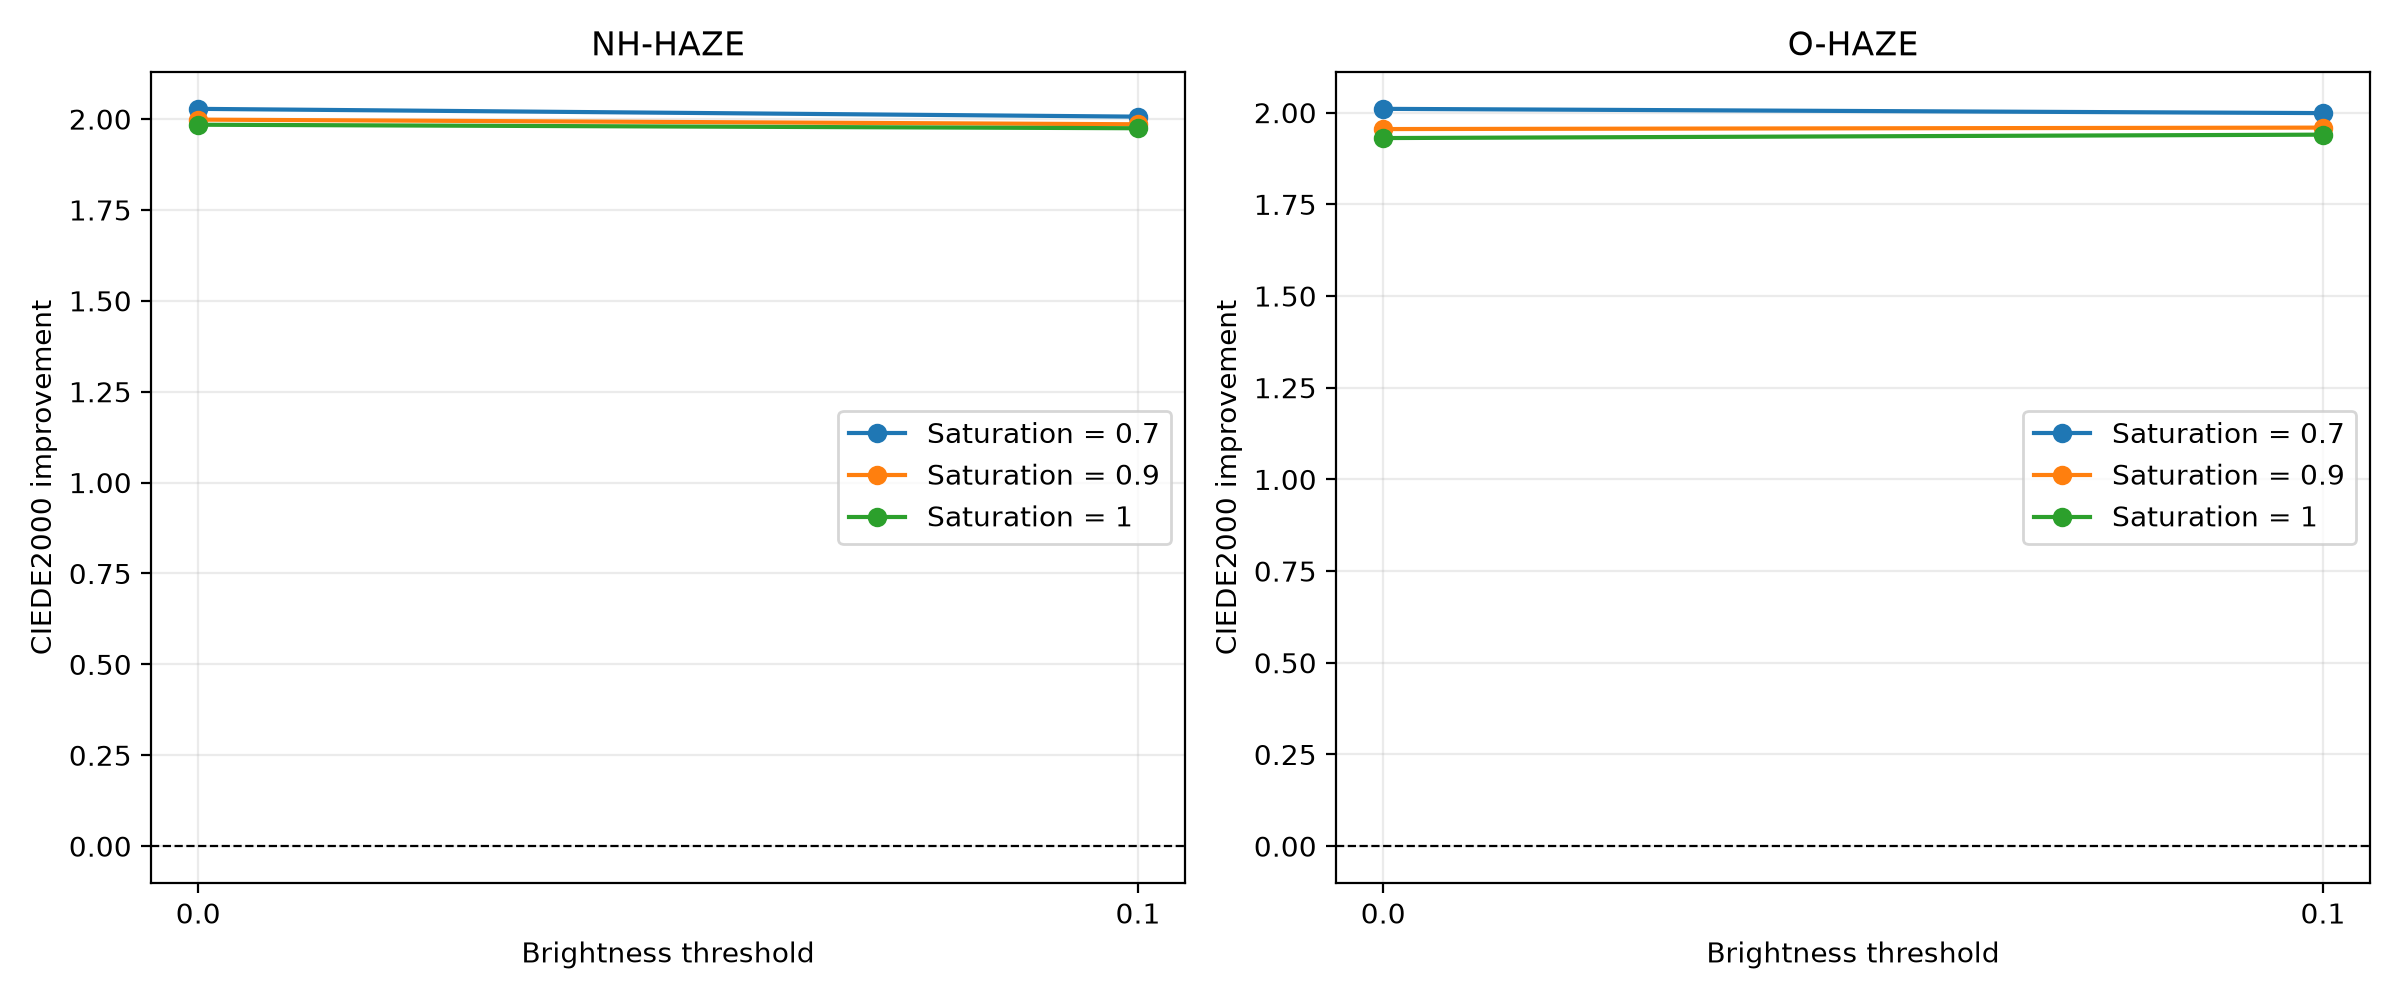 NH-HAZE
2.00
1.75
1.50
1.25
1.00
0.75
0.50
0.25
0.00
CIEDE2000 improvement
Saturation = 0.7
Saturation = 0.9
Saturation = 1
0.0 0.1
Brightness threshold
O-HAZE
2.00
1.75
1.50
1.25
1.00
0.75
0.50
0.25
0.00
CIEDE2000 improvement
Saturation = 0.7
Saturation = 0.9
Saturation = 1
0.0 0.1
Brightness threshold